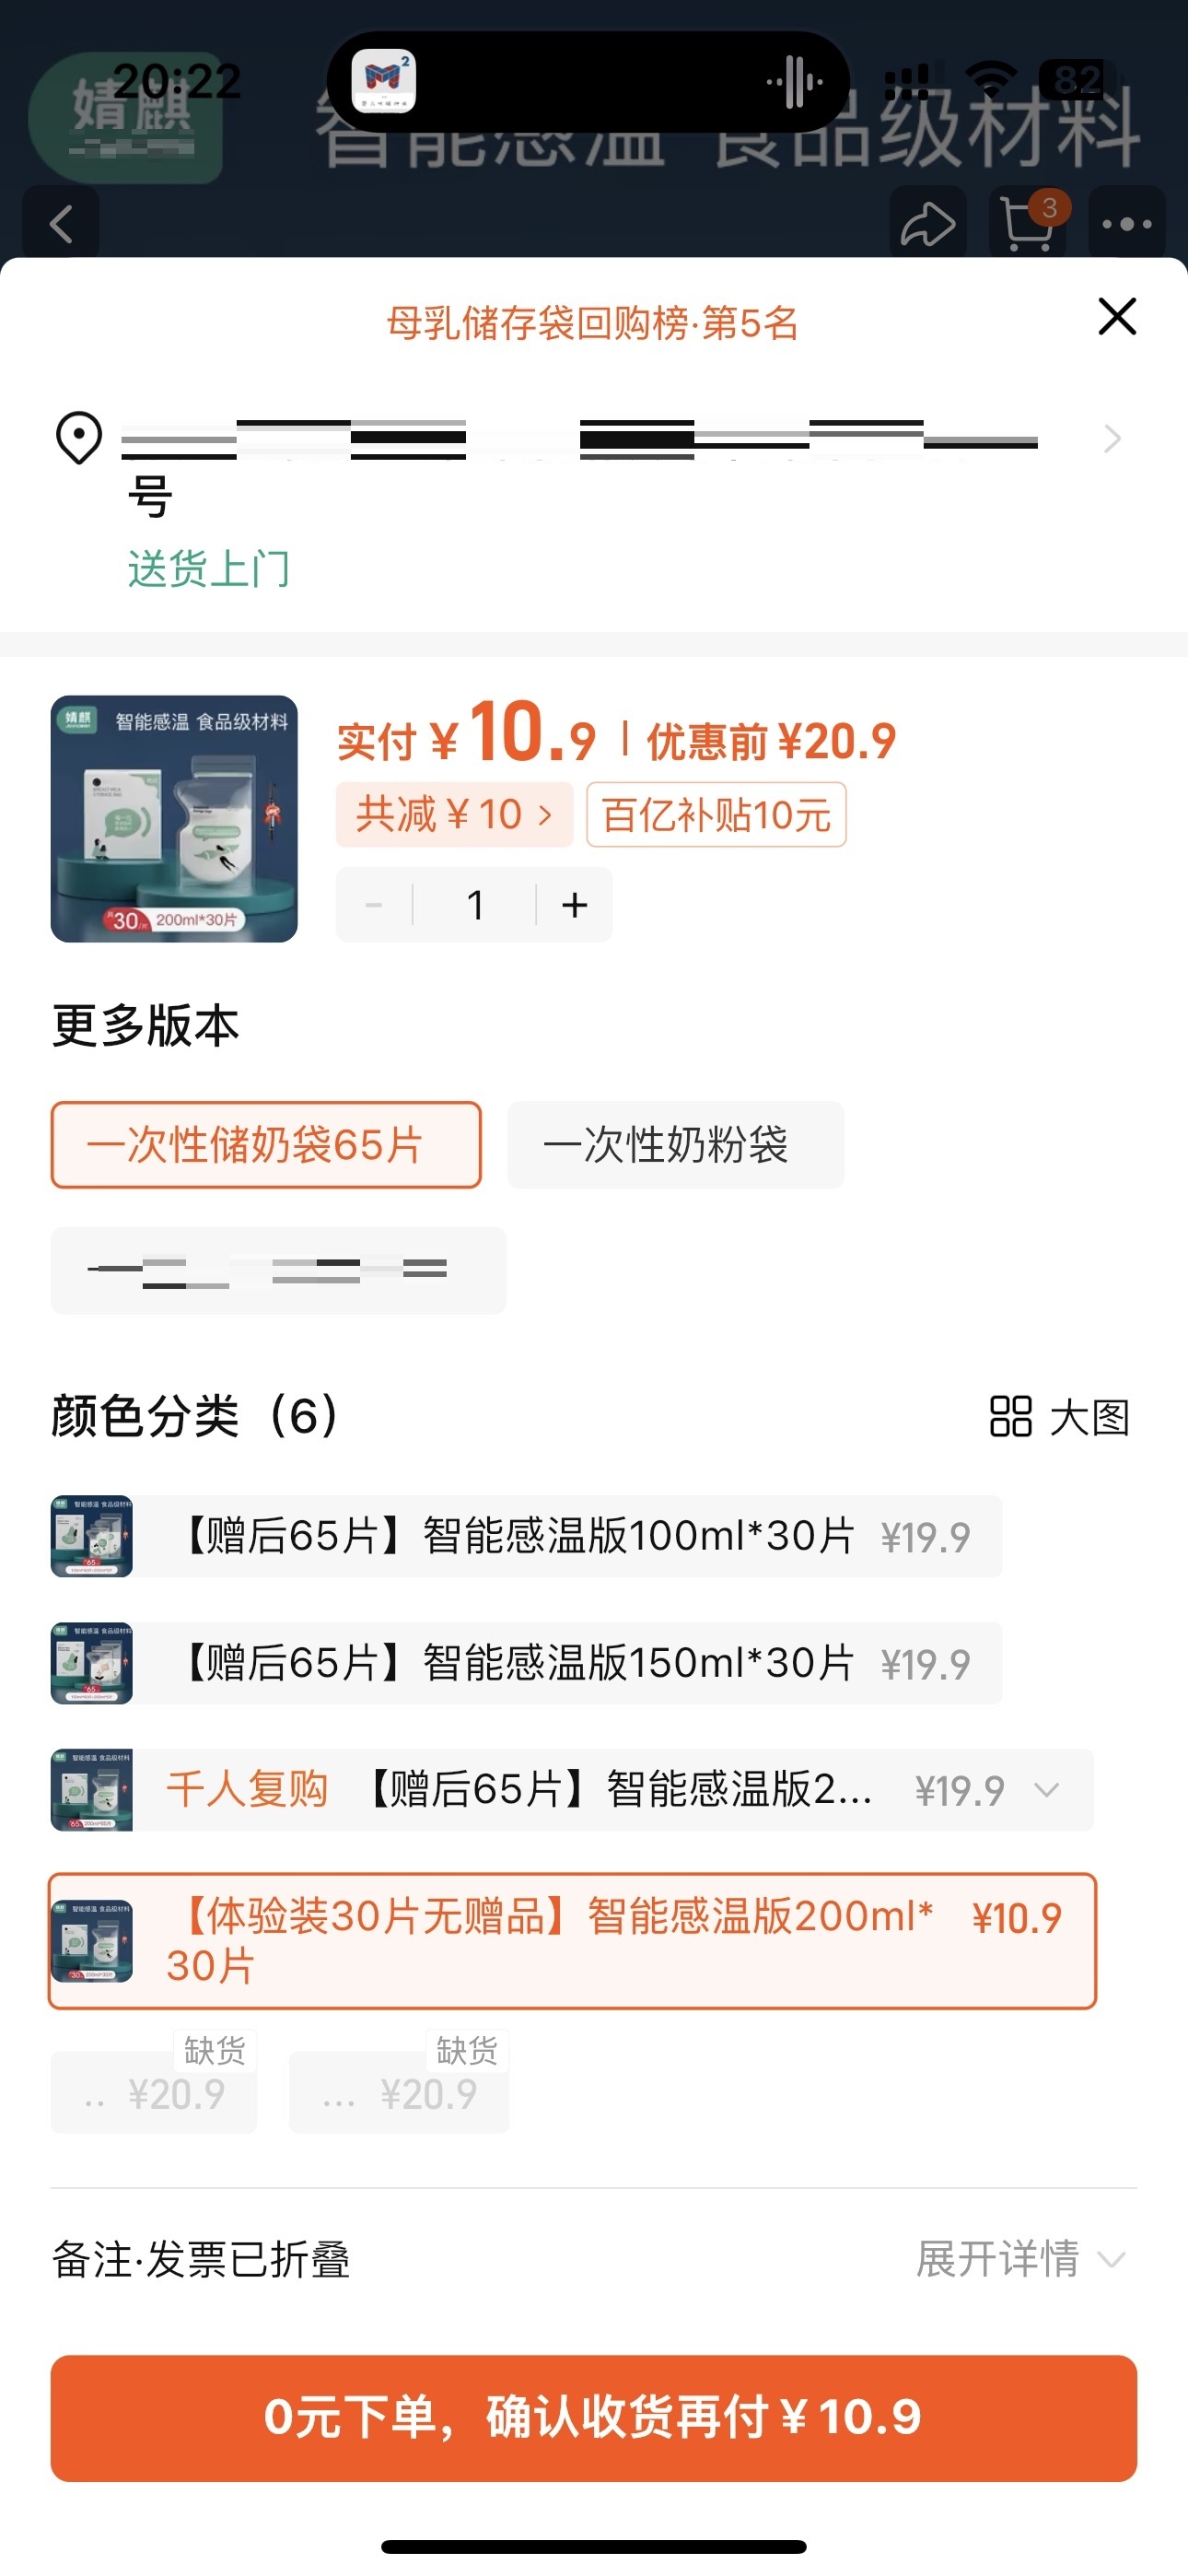 20:22
82
婧麒
智能感温 食品级材料
3
母乳储存袋回购榜·第5名
号
送货上门
婧麒 智能感温 食品级材料
30 200ml*30片
实付¥10.9 优惠前¥20.9
共减¥10 > 百亿补贴10元
- 1 +
更多版本
一次性储奶袋65片 一次性奶粉袋
颜色分类（6） 大图
【赠后65片】智能感温版100ml*30片 ¥19.9
【赠后65片】智能感温版150ml*30片 ¥19.9
千人复购 【赠后65片】智能感温版2... ¥19.9
【体验装30片无赠品】智能感温版200ml* ¥10.9
30片
缺货 缺货
.. ¥20.9 ... ¥20.9
备注·发票已折叠 展开详情
0元下单，确认收货再付¥10.9